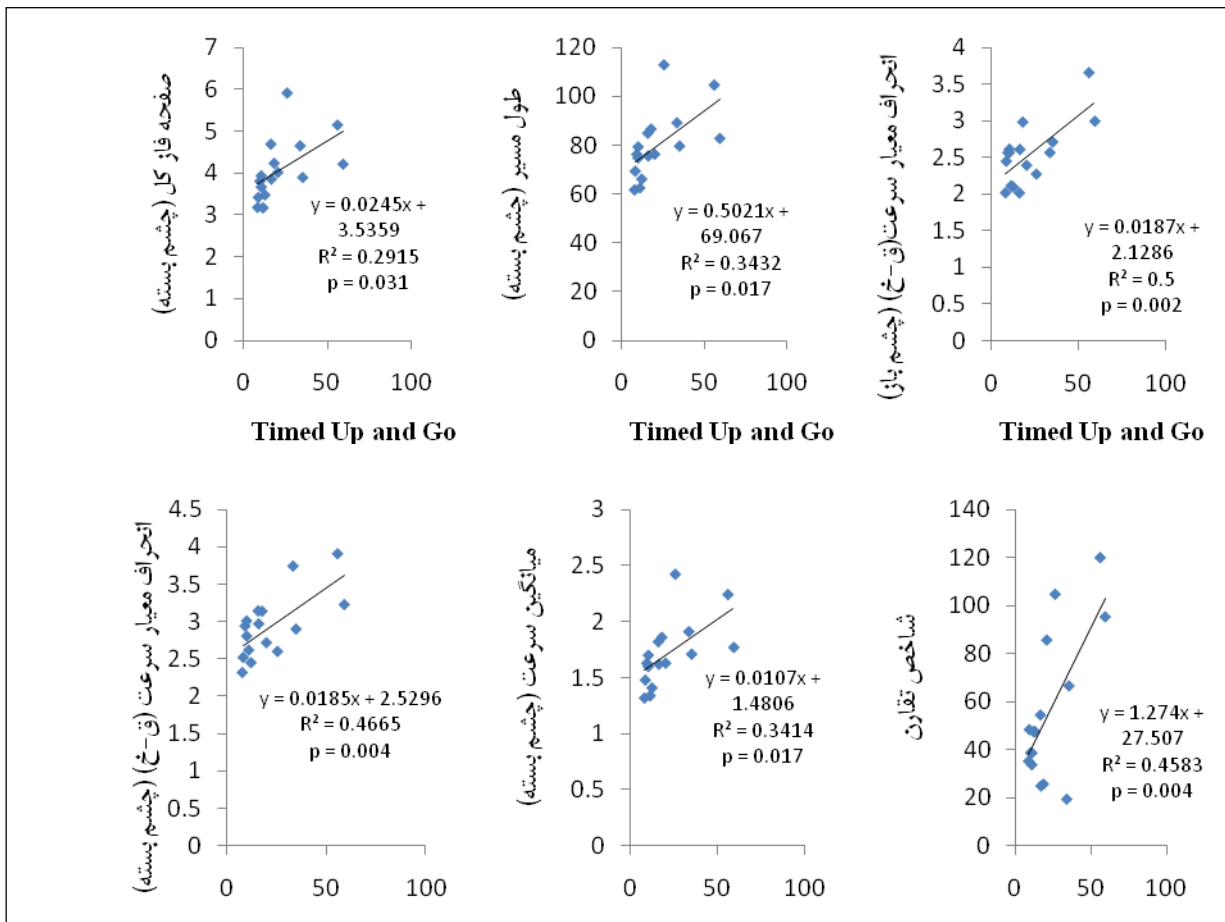 صفحه فاز کل (چشم بسته)
7
6
5
4
3
2
1
0
0 50 100
y = 0.0245x +
3.5359
R² = 0.2915
p = 0.031
Timed Up and Go
طول مسیر (چشم بسته)
120
100
80
60
40
20
0
0 50 100
y = 0.5021x +
69.067
R² = 0.3432
p = 0.017
Timed Up and Go
انحراف معیار سرعت(ق-خ) (چشم باز)
4
3.5
3
2.5
2
1.5
1
0.5
0
0 50 100
y = 0.0187x +
2.1286
R² = 0.5
p = 0.002
Timed Up and Go
انحراف معیار سرعت (ق-خ) (چشم بسته)
4.5
4
3.5
3
2.5
2
1.5
1
0.5
0
0 50 100
y = 0.0185x + 2.5296
R² = 0.4665
p = 0.004
میانگین سرعت (چشم بسته)
3
2.5
2
1.5
1
0.5
0
0 50 100
y = 0.0107x +
1.4806
R² = 0.3414
p = 0.017
شاخص تقارن
140
120
100
80
60
40
20
0
0 50 100
y = 1.274x +
27.507
R² = 0.4583
p = 0.004